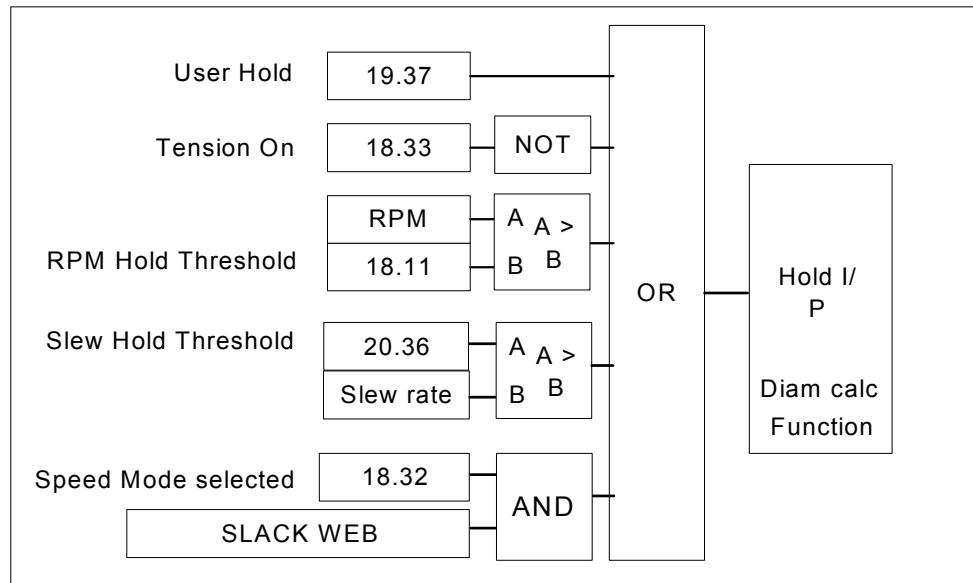 User Hold 19.37
Tension On 18.33 NOT
RPM A A >
RPM Hold Threshold 18.11 B B
OR
Hold I/
P
Slew Hold Threshold 20.36 A A >
Slew rate B B
Diam calc
Function
Speed Mode selected 18.32 AND
SLACK WEB